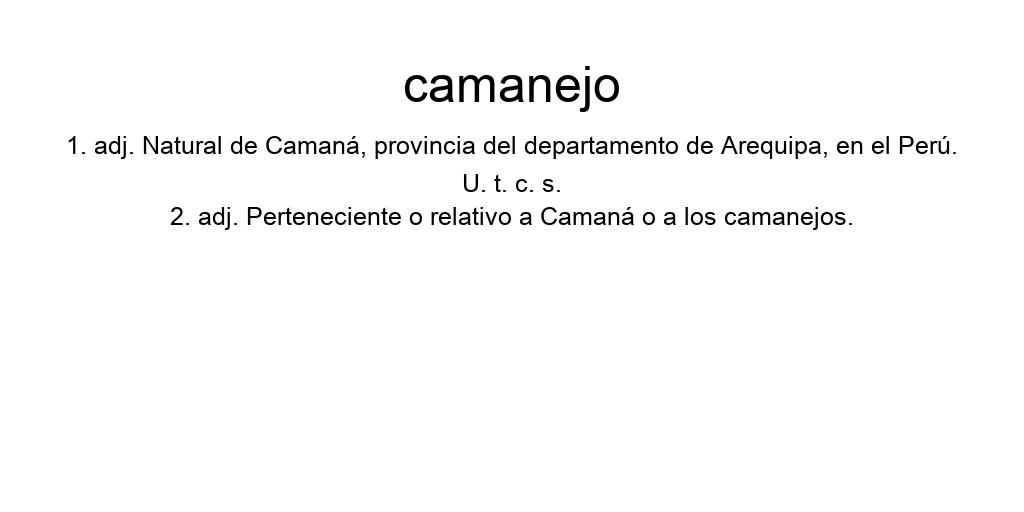 camanejo
1. adj. Natural de Camaná, provincia del departamento de Arequipa, en el Perú.
U. t. c. s.
2. adj. Perteneciente o relativo a Camaná o a los camanejos.